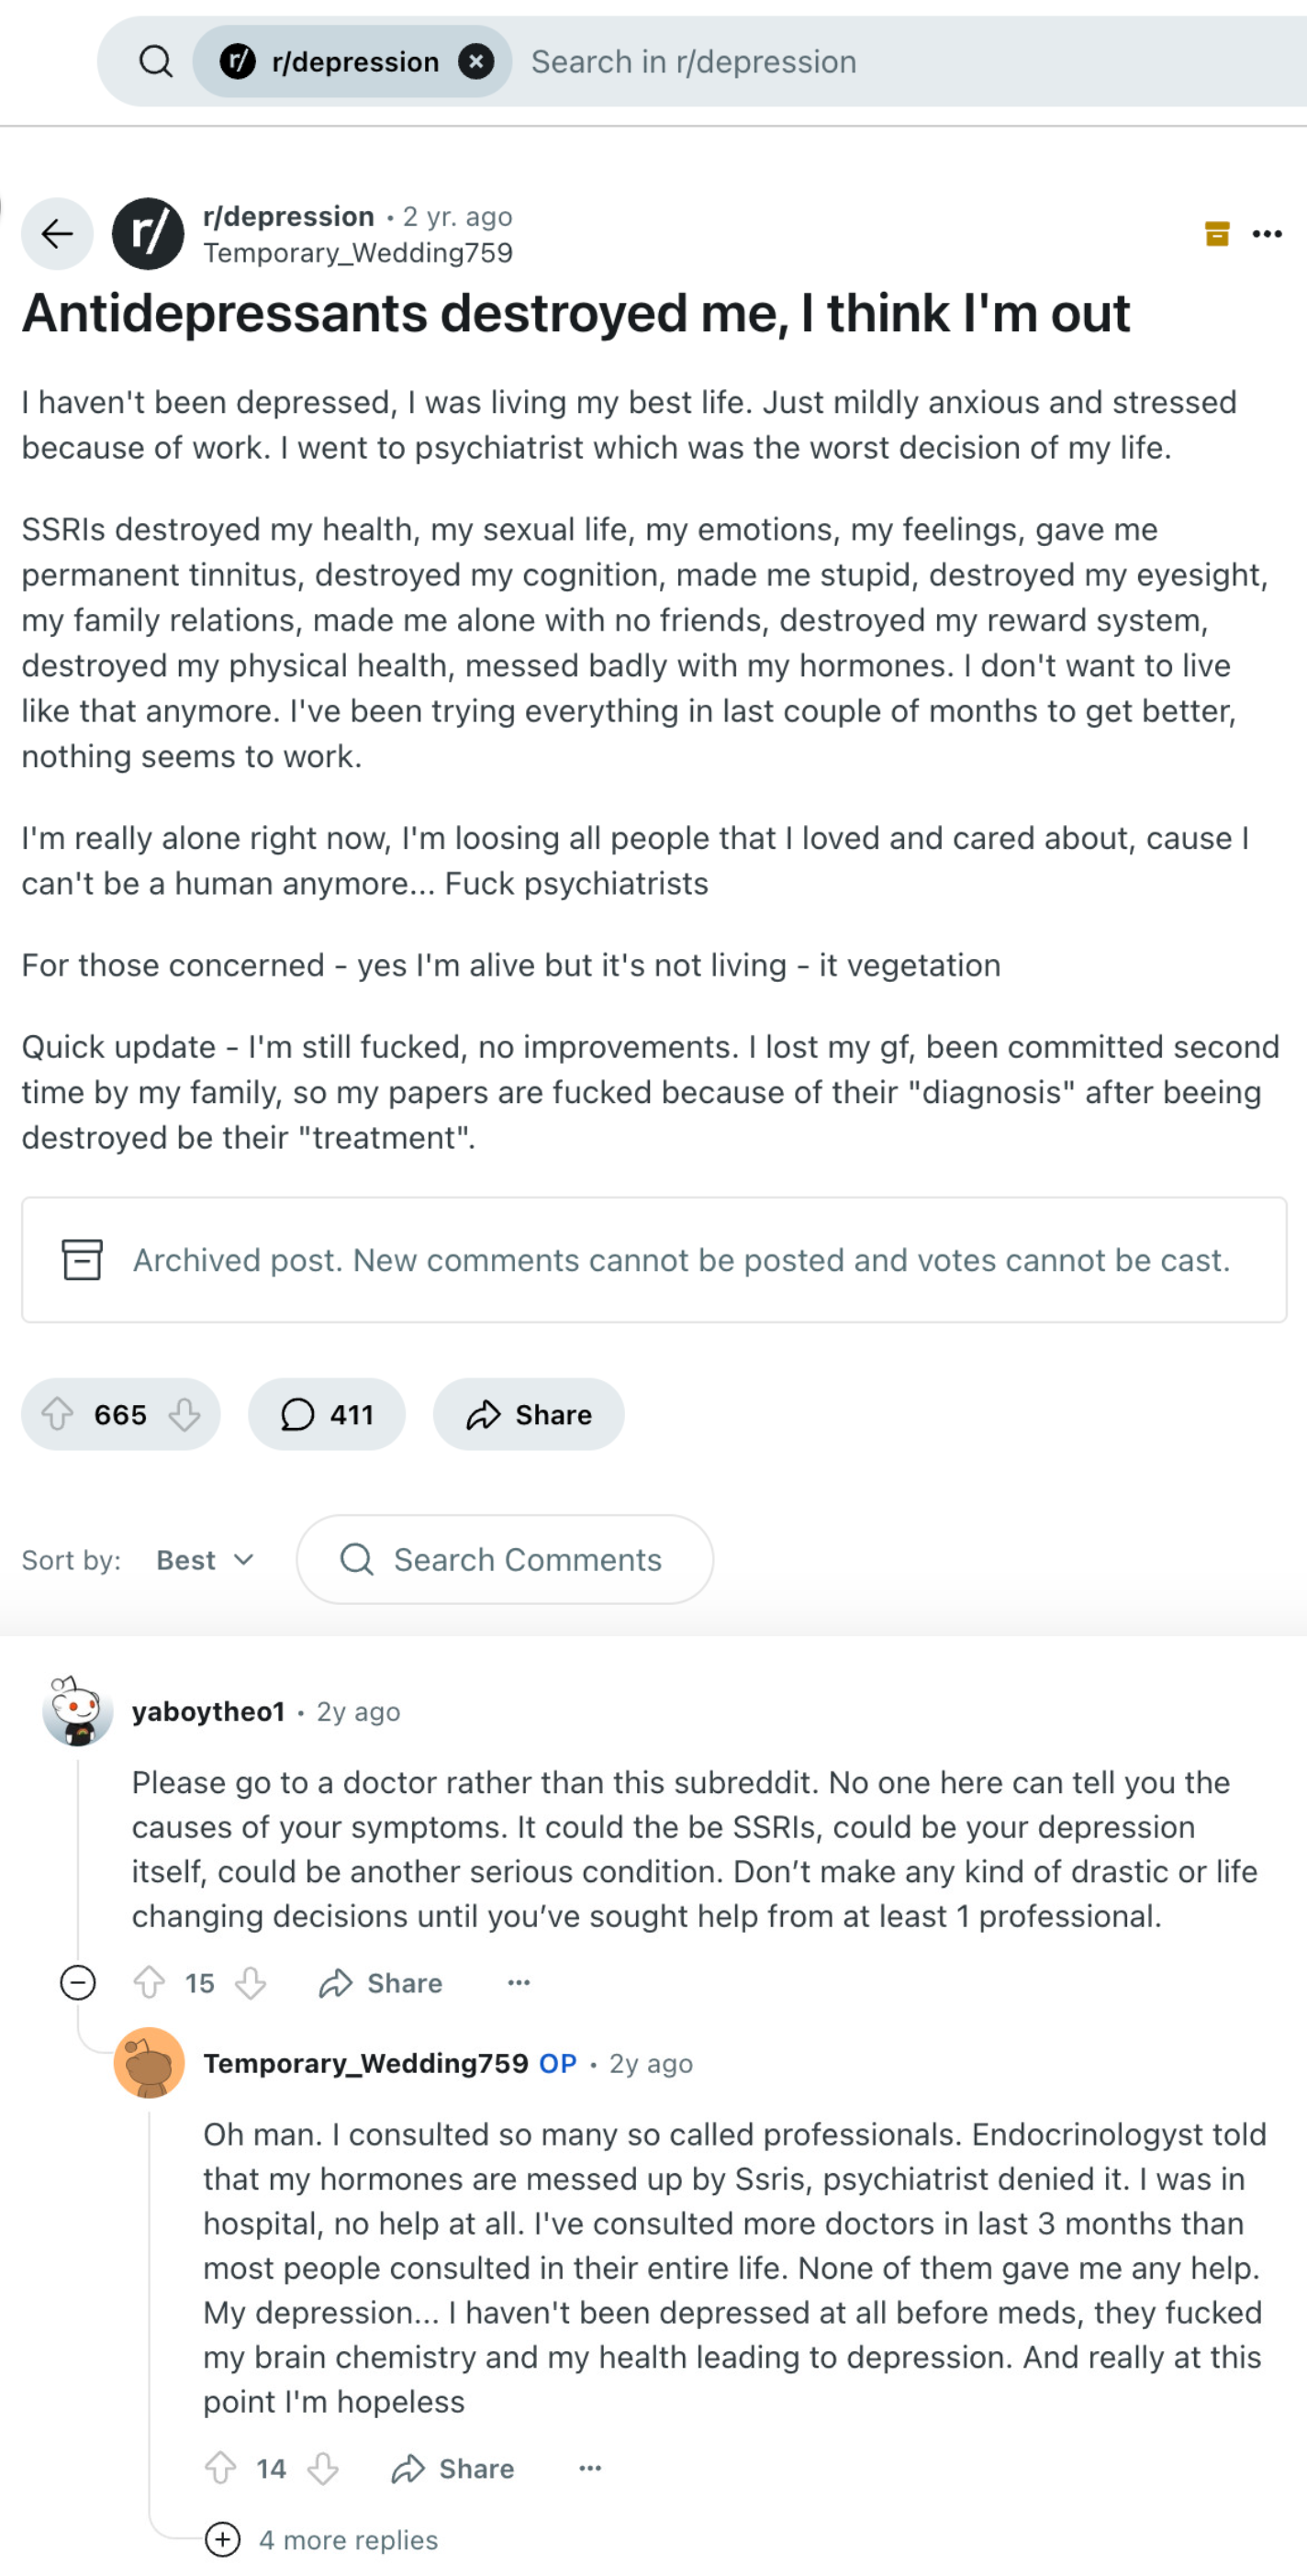 r/ r/depression Search in r/depression
r/ r/depression • 2 yr. ago
Temporary_Wedding759
Antidepressants destroyed me, I think I'm out
I haven't been depressed, I was living my best life. Just mildly anxious and stressed
because of work. I went to psychiatrist which was the worst decision of my life.
SSRIs destroyed my health, my sexual life, my emotions, my feelings, gave me
permanent tinnitus, destroyed my cognition, made me stupid, destroyed my eyesight,
my family relations, made me alone with no friends, destroyed my reward system,
destroyed my physical health, messed badly with my hormones. I don't want to live
like that anymore. I've been trying everything in last couple of months to get better,
nothing seems to work.
I'm really alone right now, I'm loosing all people that I loved and cared about, cause I
can't be a human anymore... Fuck psychiatrists
For those concerned - yes I'm alive but it's not living - it vegetation
Quick update - I'm still fucked, no improvements. I lost my gf, been committed second
time by my family, so my papers are fucked because of their "diagnosis" after beeing
destroyed be their "treatment".
Archived post. New comments cannot be posted and votes cannot be cast.
665 411 Share
Sort by: Best Search Comments
yaboytheo1 • 2y ago
Please go to a doctor rather than this subreddit. No one here can tell you the
causes of your symptoms. It could the be SSRIs, could be your depression
itself, could be another serious condition. Don’t make any kind of drastic or life
changing decisions until you’ve sought help from at least 1 professional.
15 Share
Temporary_Wedding759 OP • 2y ago
Oh man. I consulted so many so called professionals. Endocrinologyst told
that my hormones are messed up by Ssris, psychiatrist denied it. I was in
hospital, no help at all. I've consulted more doctors in last 3 months than
most people consulted in their entire life. None of them gave me any help.
My depression... I haven't been depressed at all before meds, they fucked
my brain chemistry and my health leading to depression. And really at this
point I'm hopeless
14 Share
4 more replies